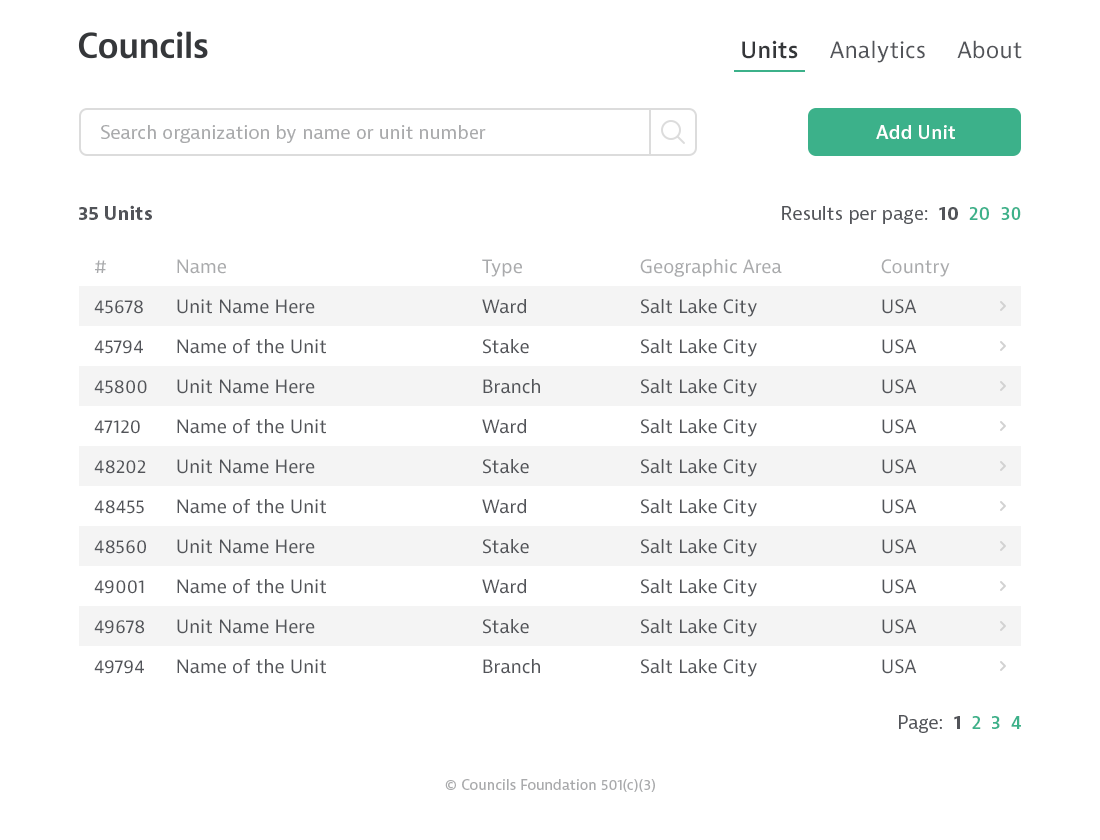 Councils
Units Analytics About
Search organization by name or unit number
Add Unit
35 Units
Results per page: 10 20 30
# Name Type Geographic Area Country
45678 Unit Name Here Ward Salt Lake City USA
45794 Name of the Unit Stake Salt Lake City USA
45800 Unit Name Here Branch Salt Lake City USA
47120 Name of the Unit Ward Salt Lake City USA
48202 Unit Name Here Stake Salt Lake City USA
48455 Name of the Unit Ward Salt Lake City USA
48560 Unit Name Here Stake Salt Lake City USA
49001 Name of the Unit Ward Salt Lake City USA
49678 Unit Name Here Stake Salt Lake City USA
49794 Name of the Unit Branch Salt Lake City USA
Page: 1 2 3 4
© Councils Foundation 501(c)(3)